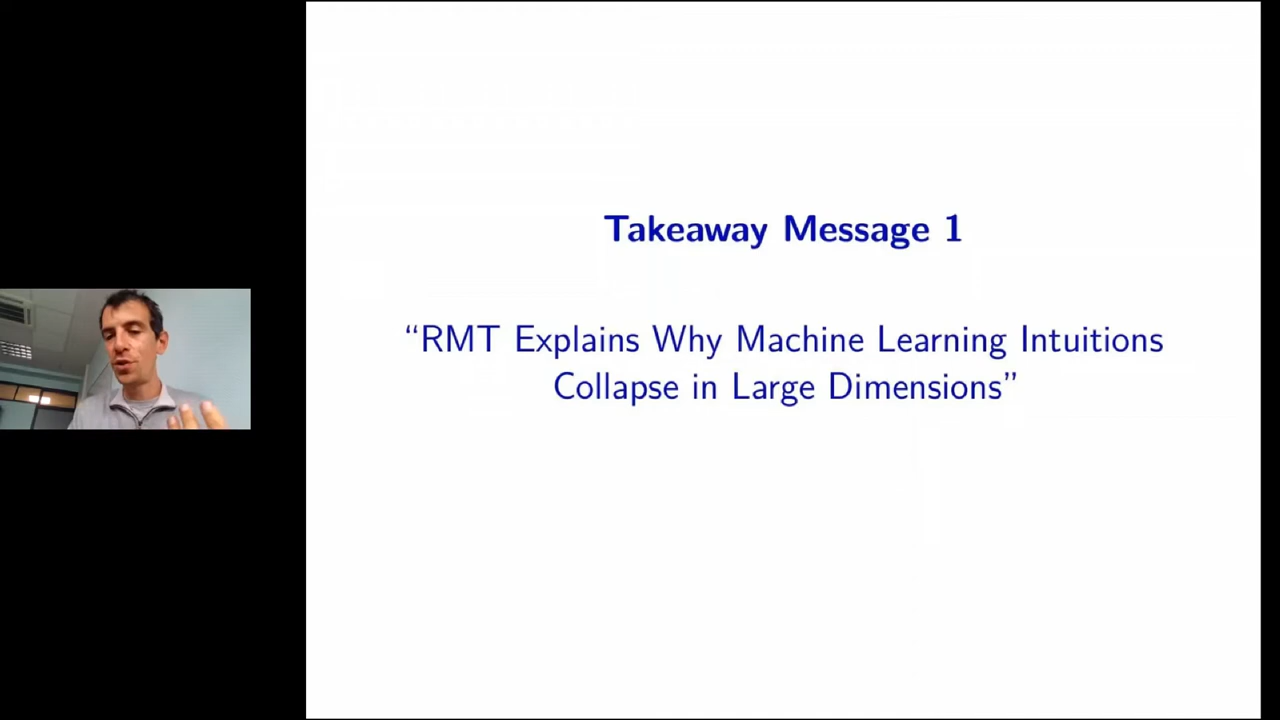 Takeaway Message 1
“RMT Explains Why Machine Learning Intuitions
Collapse in Large Dimensions”